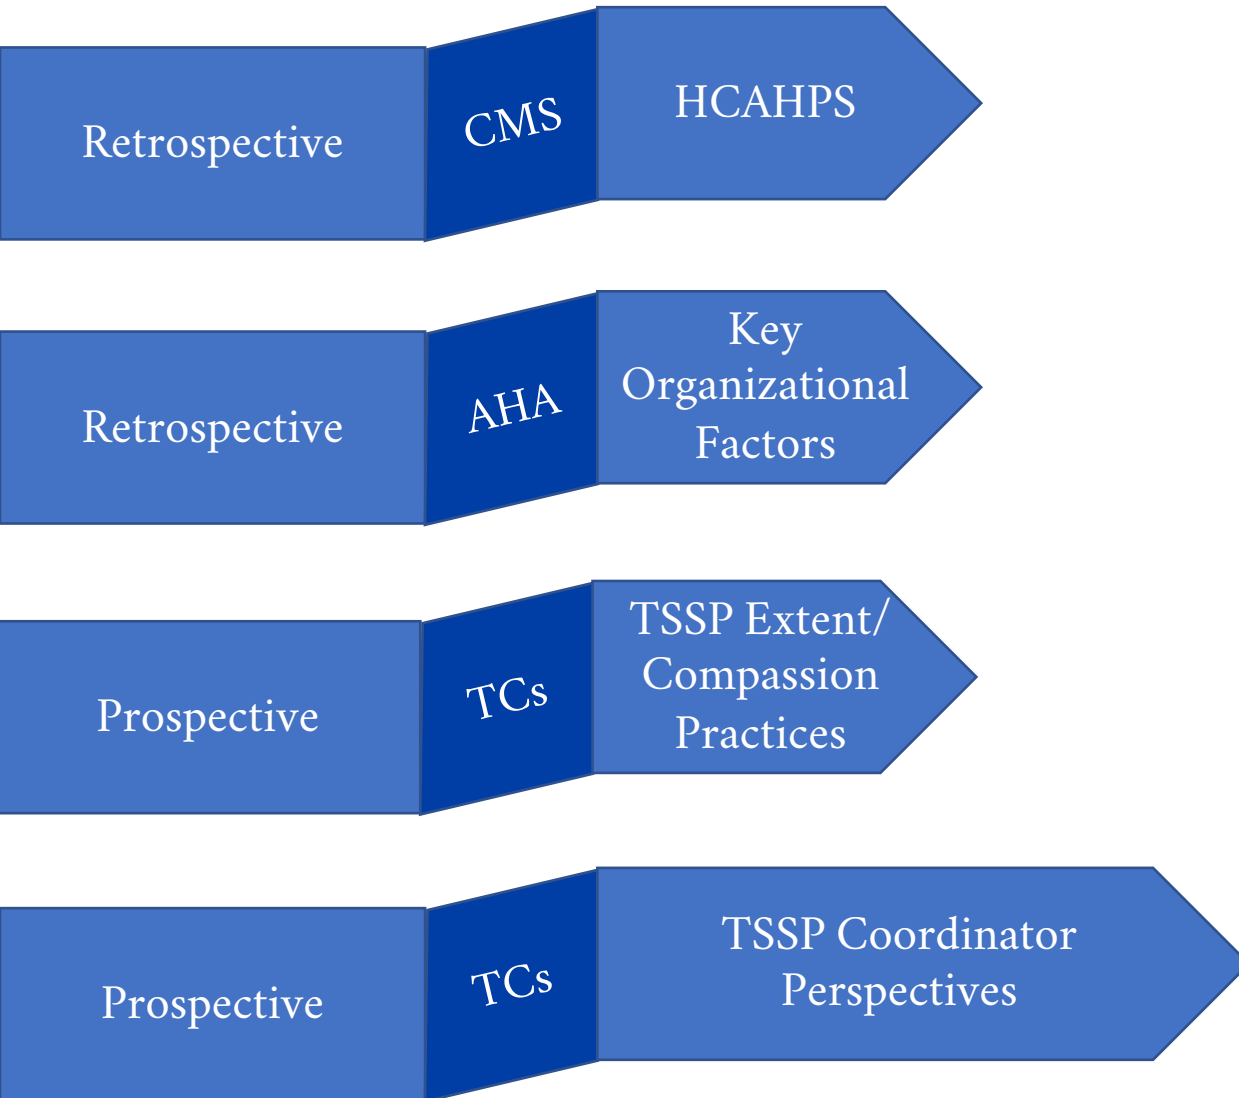 Retrospective
CMS
HCAHPS
Retrospective
AHA
Key
Organizational
Factors
Prospective
TCs
TSSP Extent/
Compassion
Practices
Prospective
TCs
TSSP Coordinator
Perspectives